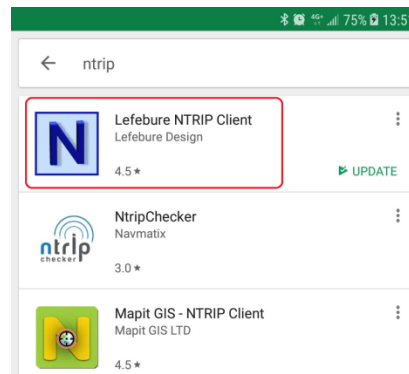 4G+ 75% 13:5
ntrip
Lefebure NTRIP Client
Lefebure Design
4.5 ★
UPDATE
N
NtripChecker
Navmatix
3.0 ★
ntrip
checker
Mapit GIS - NTRIP Client
Mapit GIS LTD
4.5 ★